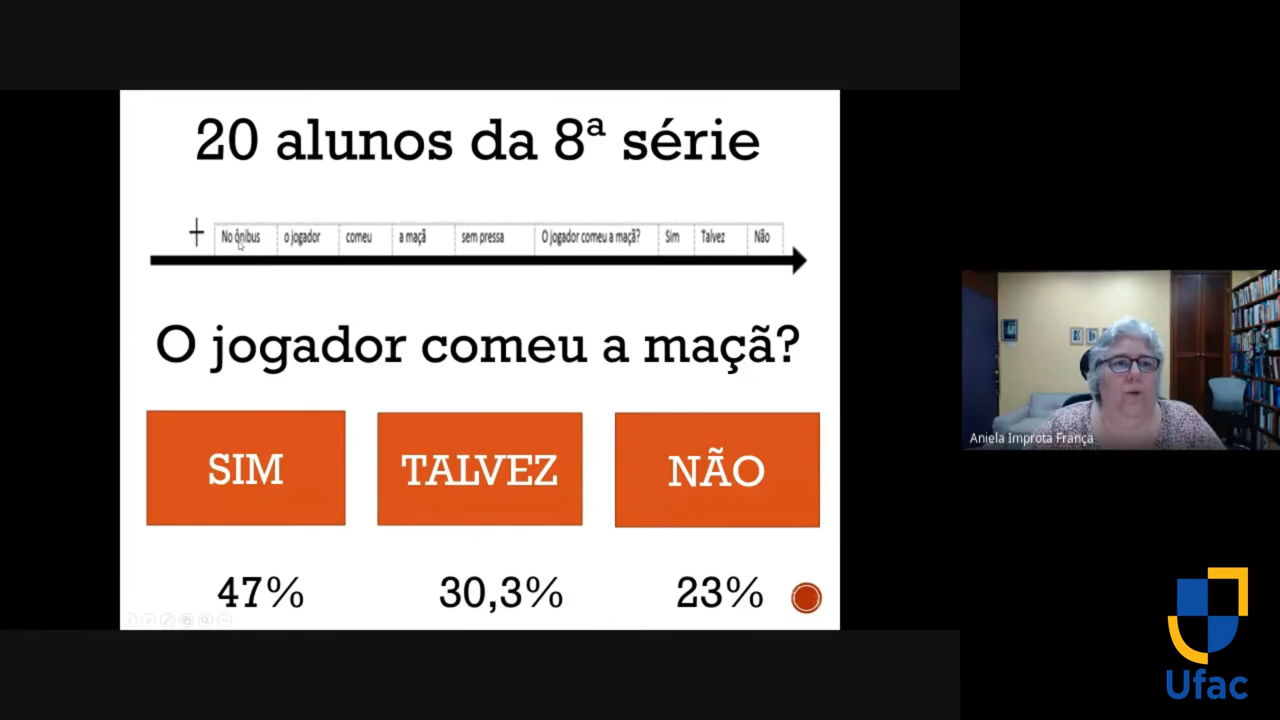 20 alunos da 8ª série
No ônibus o jogador comeu a maçã sem pressa O jogador comeu a maçã? Sim Talvez Não
O jogador comeu a maçã?
SIM TALVEZ NÃO
47% 30,3% 23%
Aniela Improta França
Ufac